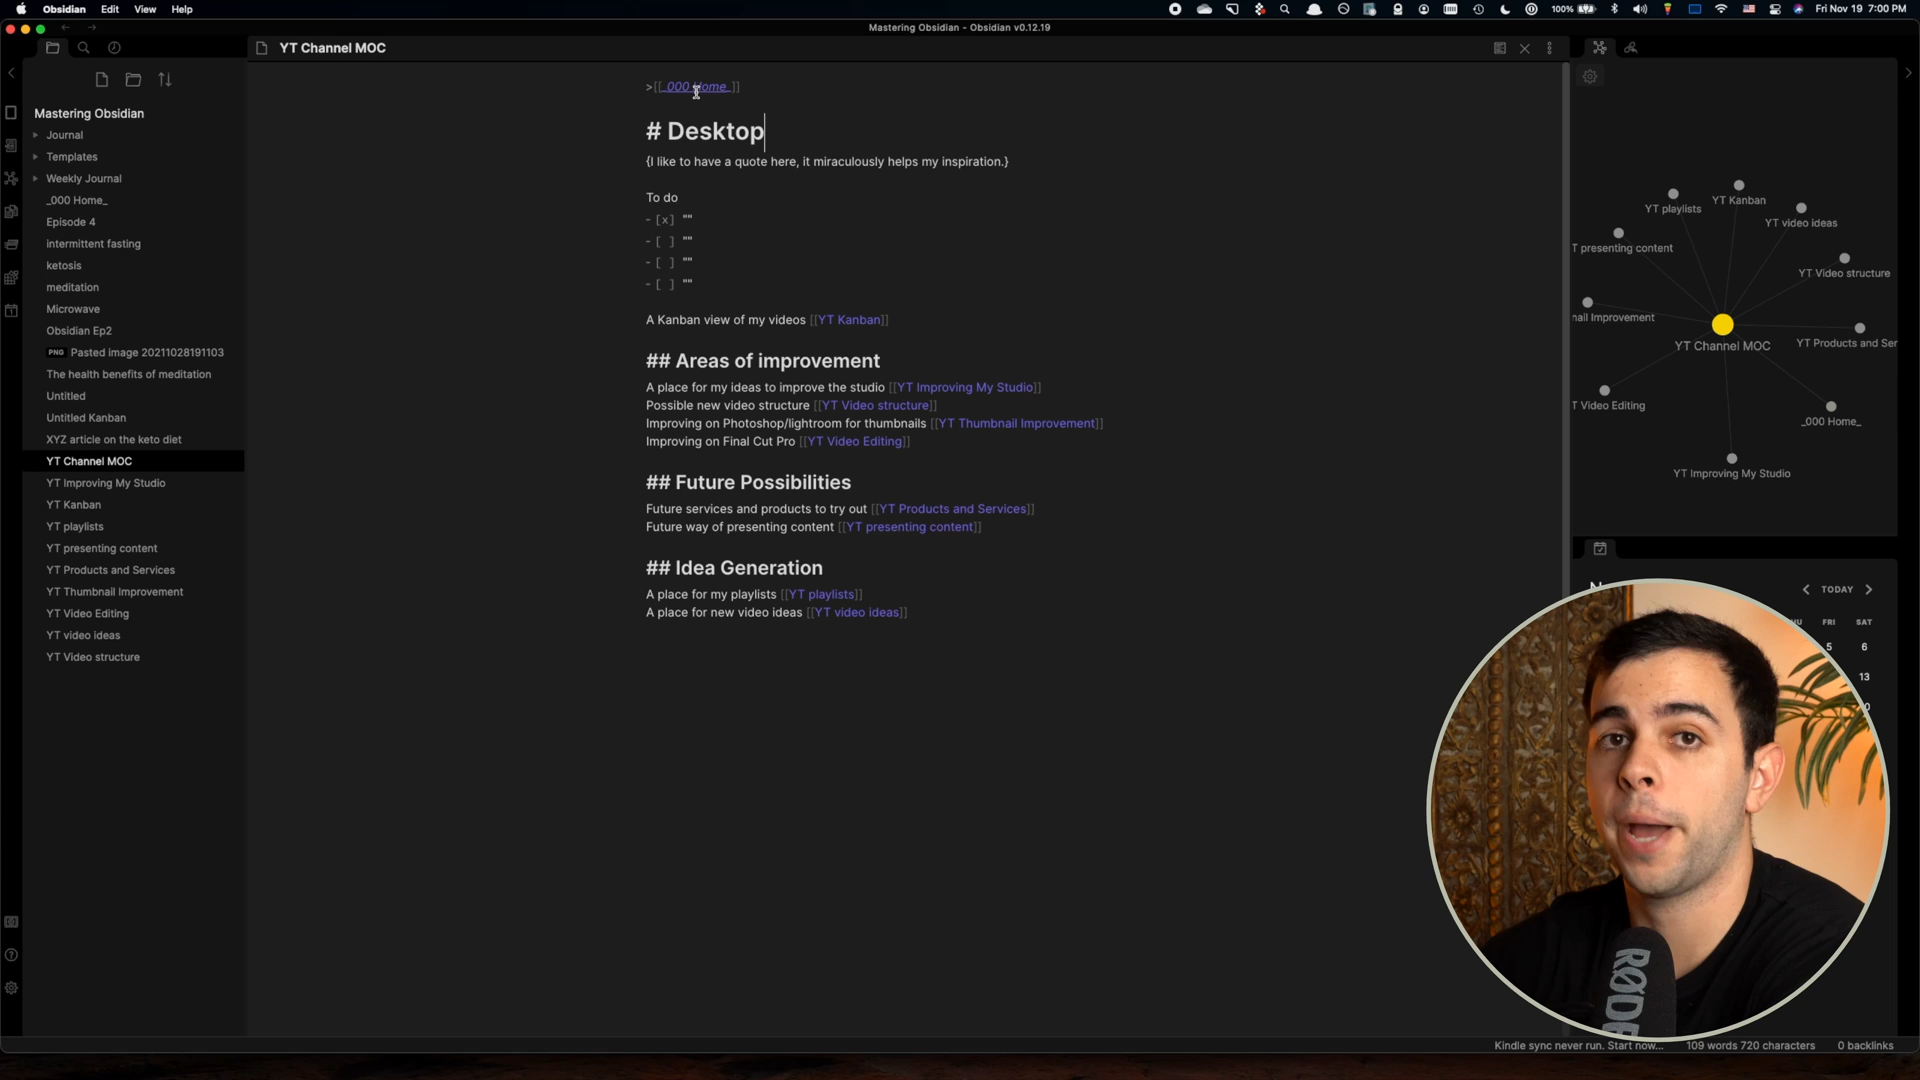 Obsidian Edit View Help
100% Fri Nov 19 7:00 PM
Mastering Obsidian - Obsidian v0.12.19
YT Channel MOC
Mastering Obsidian
Journal
Templates
Weekly Journal
_000 Home_
Episode 4
intermittent fasting
ketosis
meditation
Microwave
Obsidian Ep2
PNG Pasted image 20211028191103
The health benefits of meditation
Untitled
Untitled Kanban
XYZ article on the keto diet
YT Channel MOC
YT Improving My Studio
YT Kanban
YT playlists
YT presenting content
YT Products and Services
YT Thumbnail Improvement
YT Video Editing
YT video ideas
YT Video structure
>[[_000 Home_]]
# Desktop
{I like to have a quote here, it miraculously helps my inspiration.}
To do
- [x] ""
- [ ] ""
- [ ] ""
- [ ] ""
A Kanban view of my videos [[YT Kanban]]
## Areas of improvement
A place for my ideas to improve the studio [[YT Improving My Studio]]
Possible new video structure [[YT Video structure]]
Improving on Photoshop/lightroom for thumbnails [[YT Thumbnail Improvement]]
Improving on Final Cut Pro [[YT Video Editing]]
## Future Possibilities
Future services and products to try out [[YT Products and Services]]
Future way of presenting content [[YT presenting content]]
## Idea Generation
A place for my playlists [[YT playlists]]
A place for new video ideas [[YT video ideas]]
YT Kanban
YT playlists
YT video ideas
T presenting content
YT Video structure
nail Improvement
YT Channel MOC
YT Products and Ser
T Video Editing
_000 Home_
YT Improving My Studio
TODAY
FRI SAT
5 6
13
RØDE
Kindle sync never run. Start now... 109 words 720 characters 0 backlinks